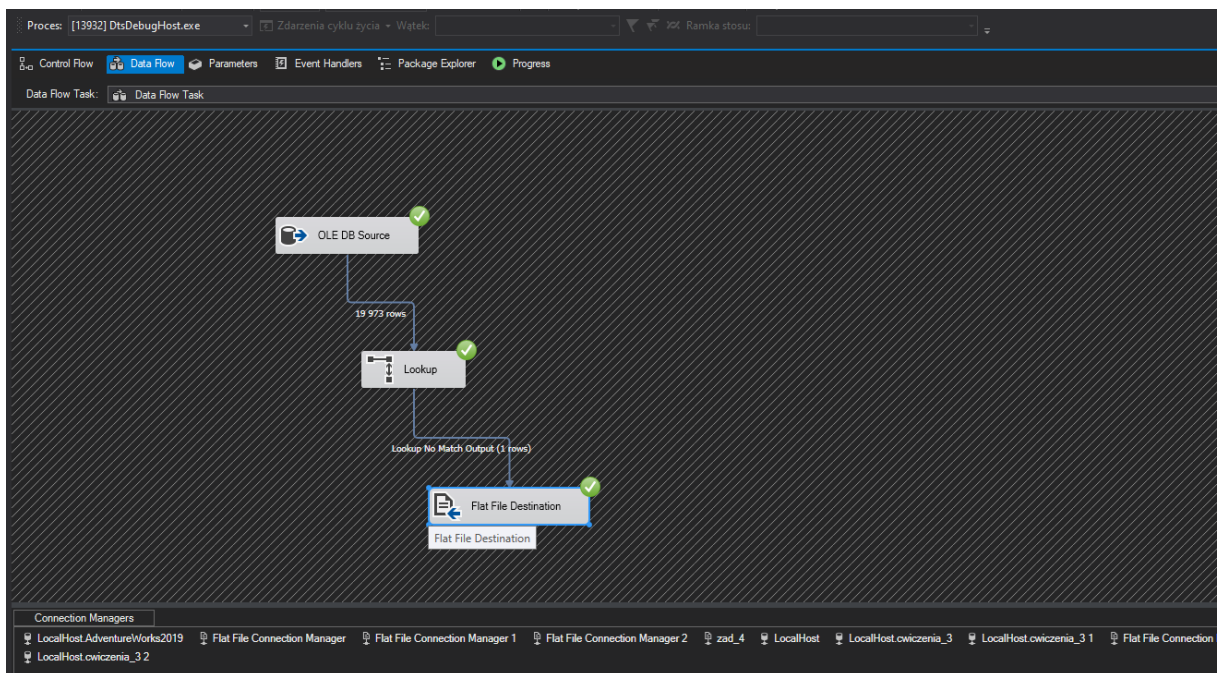 Proces: [13932] DtsDebugHost.exe Zdarzenia cyklu życia Wątek: Ramka stosu:
Control Flow Data Flow Parameters Event Handlers Package Explorer Progress
Data Flow Task: Data Flow Task
OLE DB Source
19 973 rows
Lookup
Lookup No Match Output (1 rows)
Flat File Destination
Flat File Destination
Connection Managers
LocalHost.AdventureWorks2019 Flat File Connection Manager Flat File Connection Manager 1 Flat File Connection Manager 2 zad_4 LocalHost LocalHost.cwiczenia_3 LocalHost.cwiczenia_3 1 Flat File Connection
LocalHost.cwiczenia_3 2